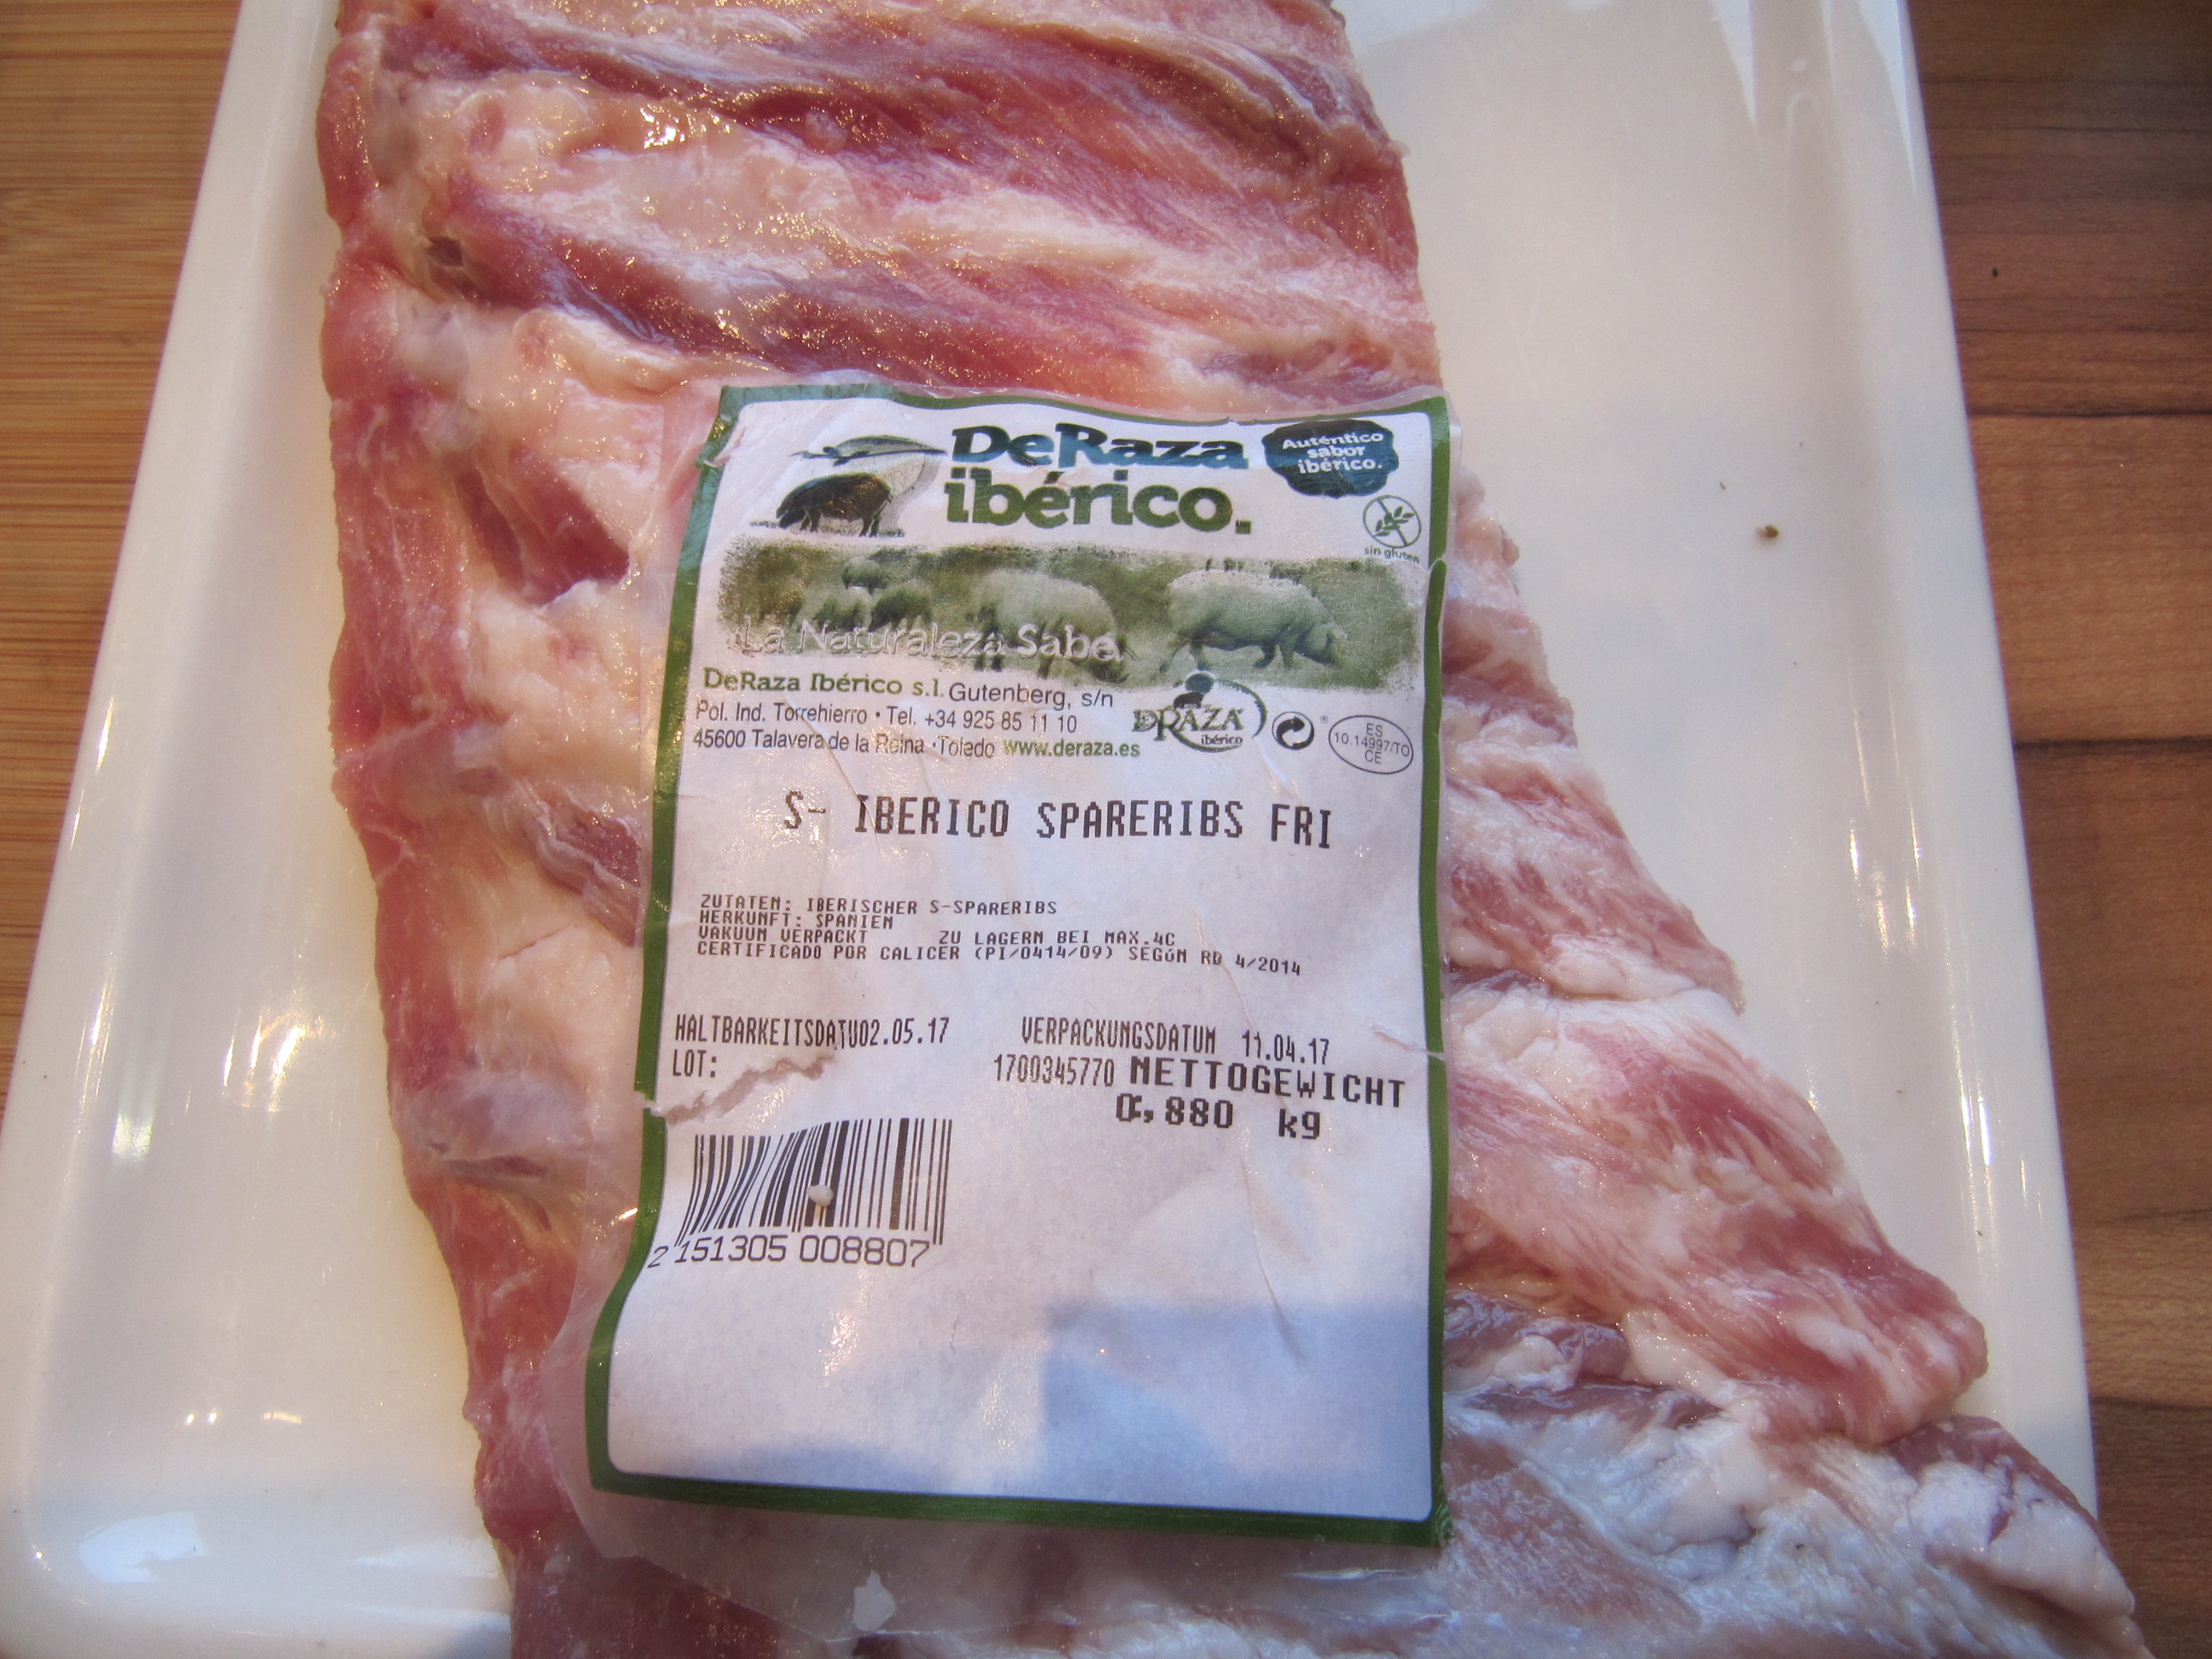 DeRaza
ibérico.
Auténtico
sabor
ibérico.
sin gluten
La Naturaleza Sabe
DeRaza Ibérico s.l. Gutenberg, s/n
Pol. Ind. Torrehierro • Tel. +34 925 85 11 10
45600 Talavera de la Reina · Toledo www.deraza.es
DRAZA
ibérico
®
ES
10.14997/TO
CE
S- IBERICO SPARERIBS FRI
ZUTATEN: IBERISCHER S-SPARERIBS
HERKUNFT: SPANIEN
VAKUUM VERPACKT ZU LAGERN BEI MAX.4C
CERTIFICADO POR CALICER (PI/0414/09) SEGÚN RD 4/2014
HALTBARKEITSDATU02.05.17 VERPACKUNGSDATUM 11.04.17
LOT: 1700345770 NETTOGEWICHT
0,880 kg
2 151305 008807